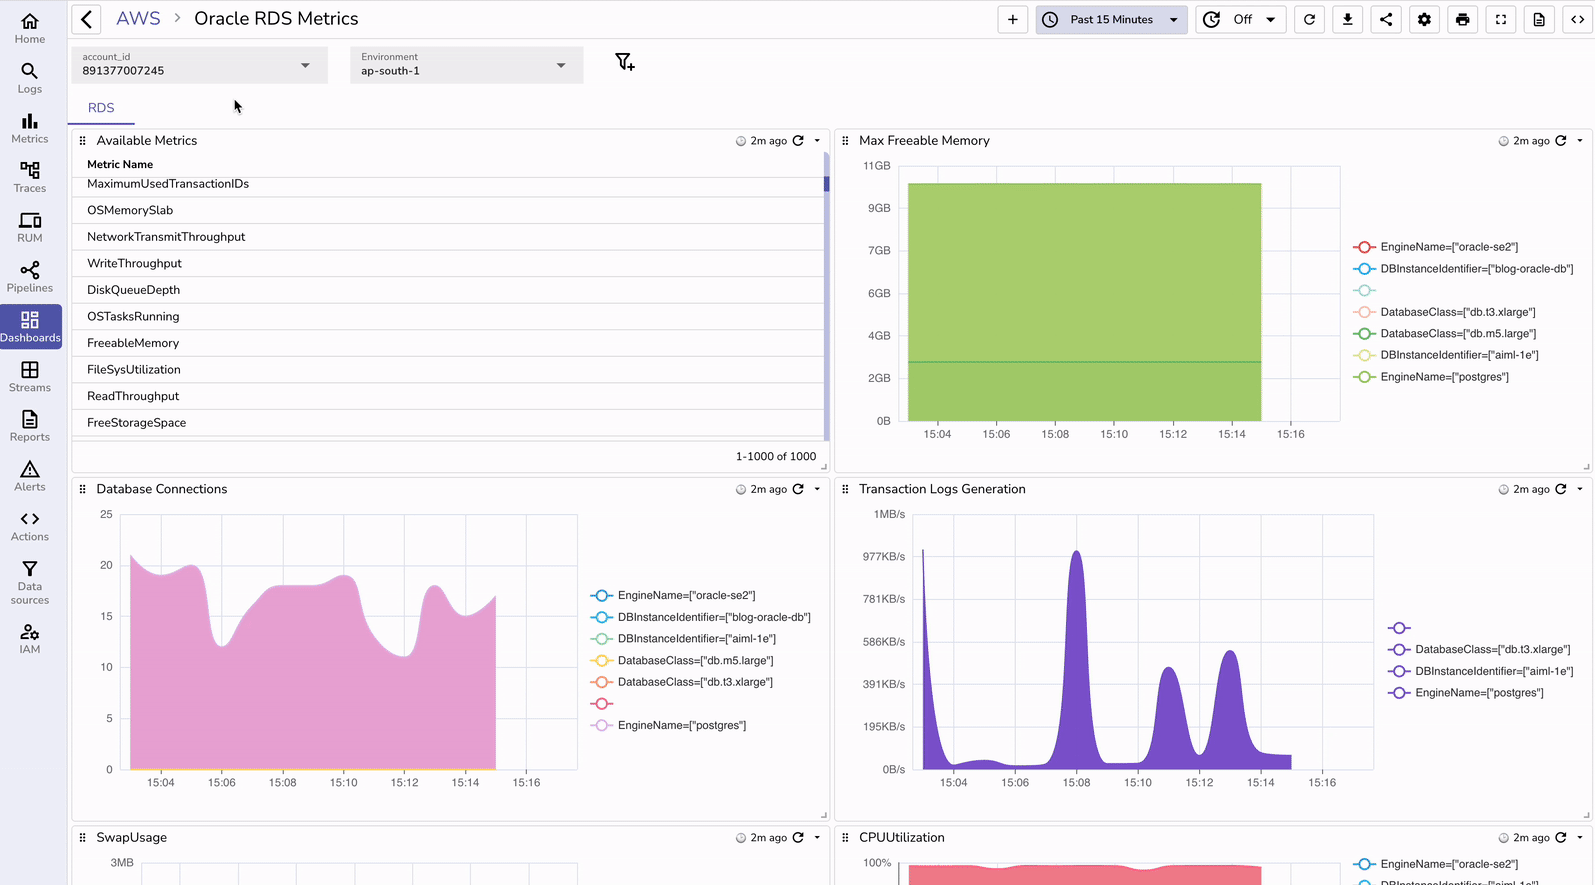 Home
Logs
Metrics
Traces
RUM
Pipelines
Dashboards
Streams
Reports
Alerts
Actions
Data
sources
IAM
AWS > Oracle RDS Metrics
Past 15 Minutes
Off
account_id
891377007245
Environment
ap-south-1
RDS
Available Metrics
2m ago
Metric Name
MaximumUsedTransactionIDs
OSMemorySlab
NetworkTransmitThroughput
WriteThroughput
DiskQueueDepth
OSTasksRunning
FreeableMemory
FileSysUtilization
ReadThroughput
FreeStorageSpace
1-1000 of 1000
Max Freeable Memory
2m ago
11GB
9GB
7GB
6GB
4GB
2GB
0B
15:04 15:06 15:08 15:10 15:12 15:14 15:16
EngineName=["oracle-se2"]
DBInstanceIdentifier=["blog-oracle-db"]
DatabaseClass=["db.t3.xlarge"]
DatabaseClass=["db.m5.large"]
DBInstanceIdentifier=["aiml-1e"]
EngineName=["postgres"]
Database Connections
2m ago
25
20
15
10
5
0
15:04 15:06 15:08 15:10 15:12 15:14 15:16
EngineName=["oracle-se2"]
DBInstanceIdentifier=["blog-oracle-db"]
DBInstanceIdentifier=["aiml-1e"]
DatabaseClass=["db.m5.large"]
DatabaseClass=["db.t3.xlarge"]
EngineName=["postgres"]
Transaction Logs Generation
2m ago
1MB/s
977KB/s
781KB/s
586KB/s
391KB/s
195KB/s
0B/s
15:04 15:06 15:08 15:10 15:12 15:14 15:16
DatabaseClass=["db.t3.xlarge"]
DBInstanceIdentifier=["aiml-1e"]
EngineName=["postgres"]
SwapUsage
2m ago
3MB
CPUUtilization
2m ago
100%
EngineName=["oracle-se2"]